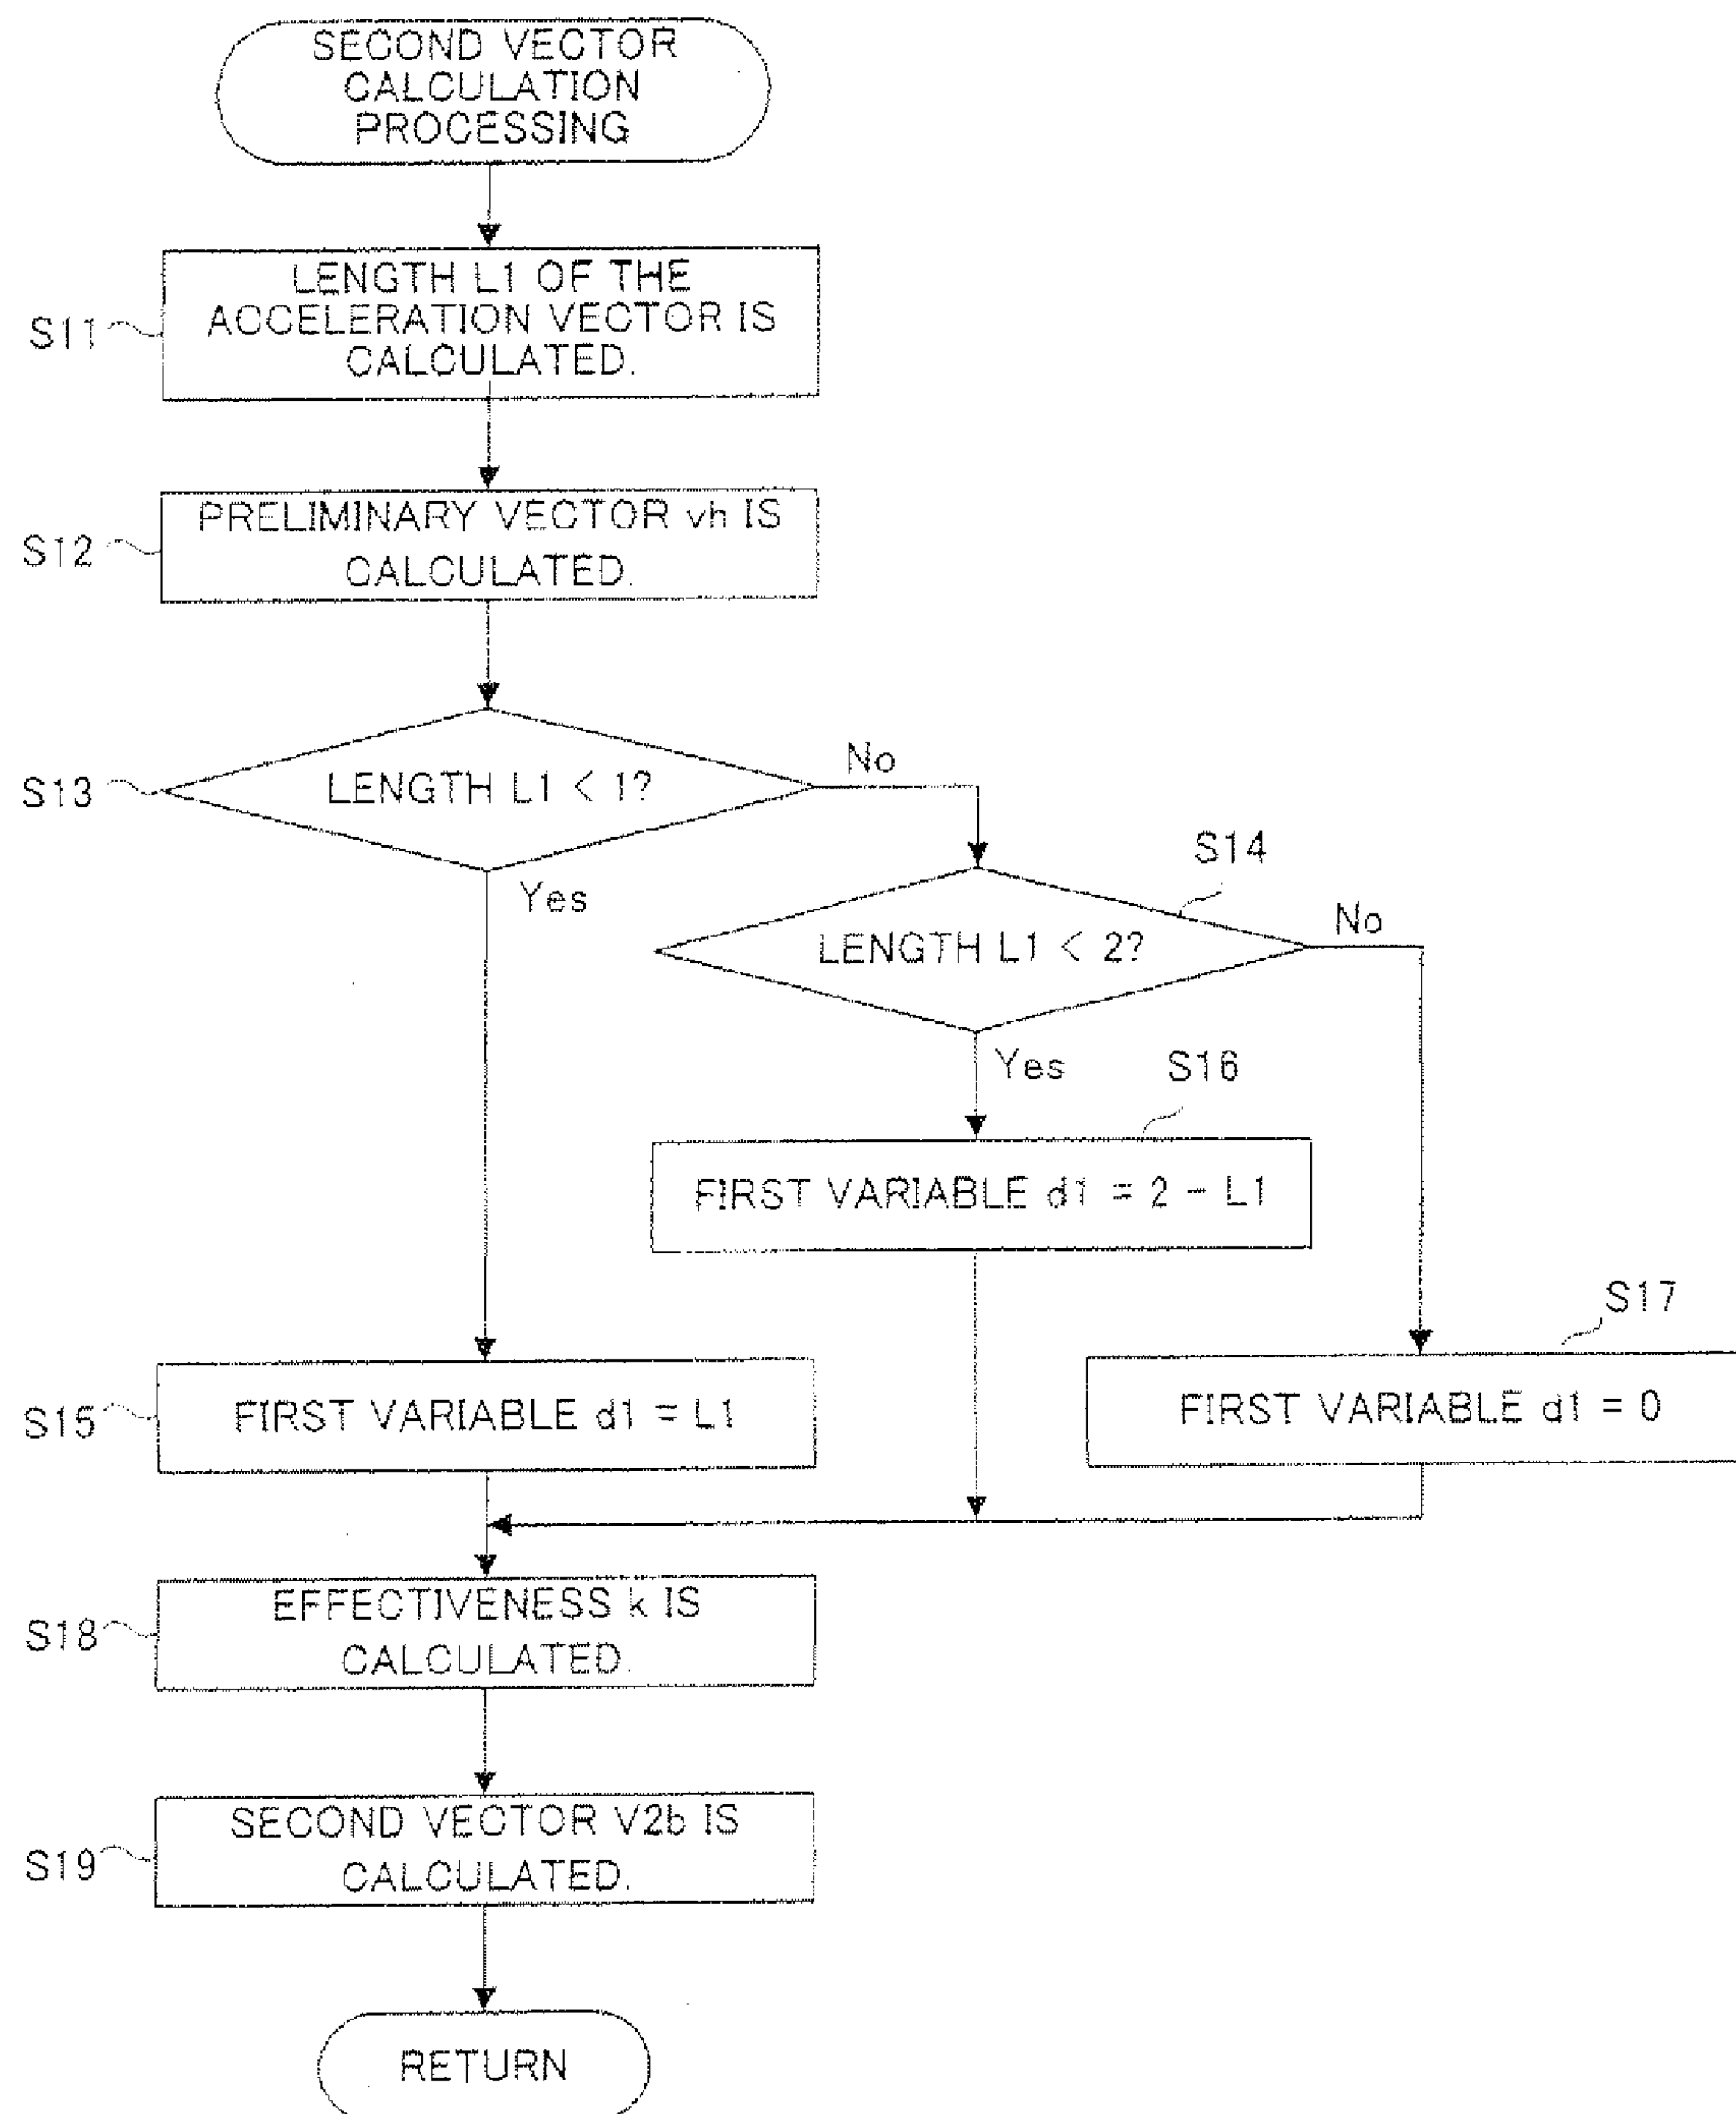 SECOND VECTOR
CALCULATION
PROCESSING
S11
LENGTH L1 OF THE
ACCELERATION VECTOR IS
CALCULATED.
S12
PRELIMINARY VECTOR vh IS
CALCULATED.
S13
LENGTH L1 < 1?
No
Yes
S14
LENGTH L1 < 2?
No
Yes
S16
FIRST VARIABLE d1 = 2 - L1
S17
FIRST VARIABLE d1 = 0
S15
FIRST VARIABLE d1 = L1
S18
EFFECTIVENESS k IS
CALCULATED.
S19
SECOND VECTOR V2b IS
CALCULATED.
RETURN